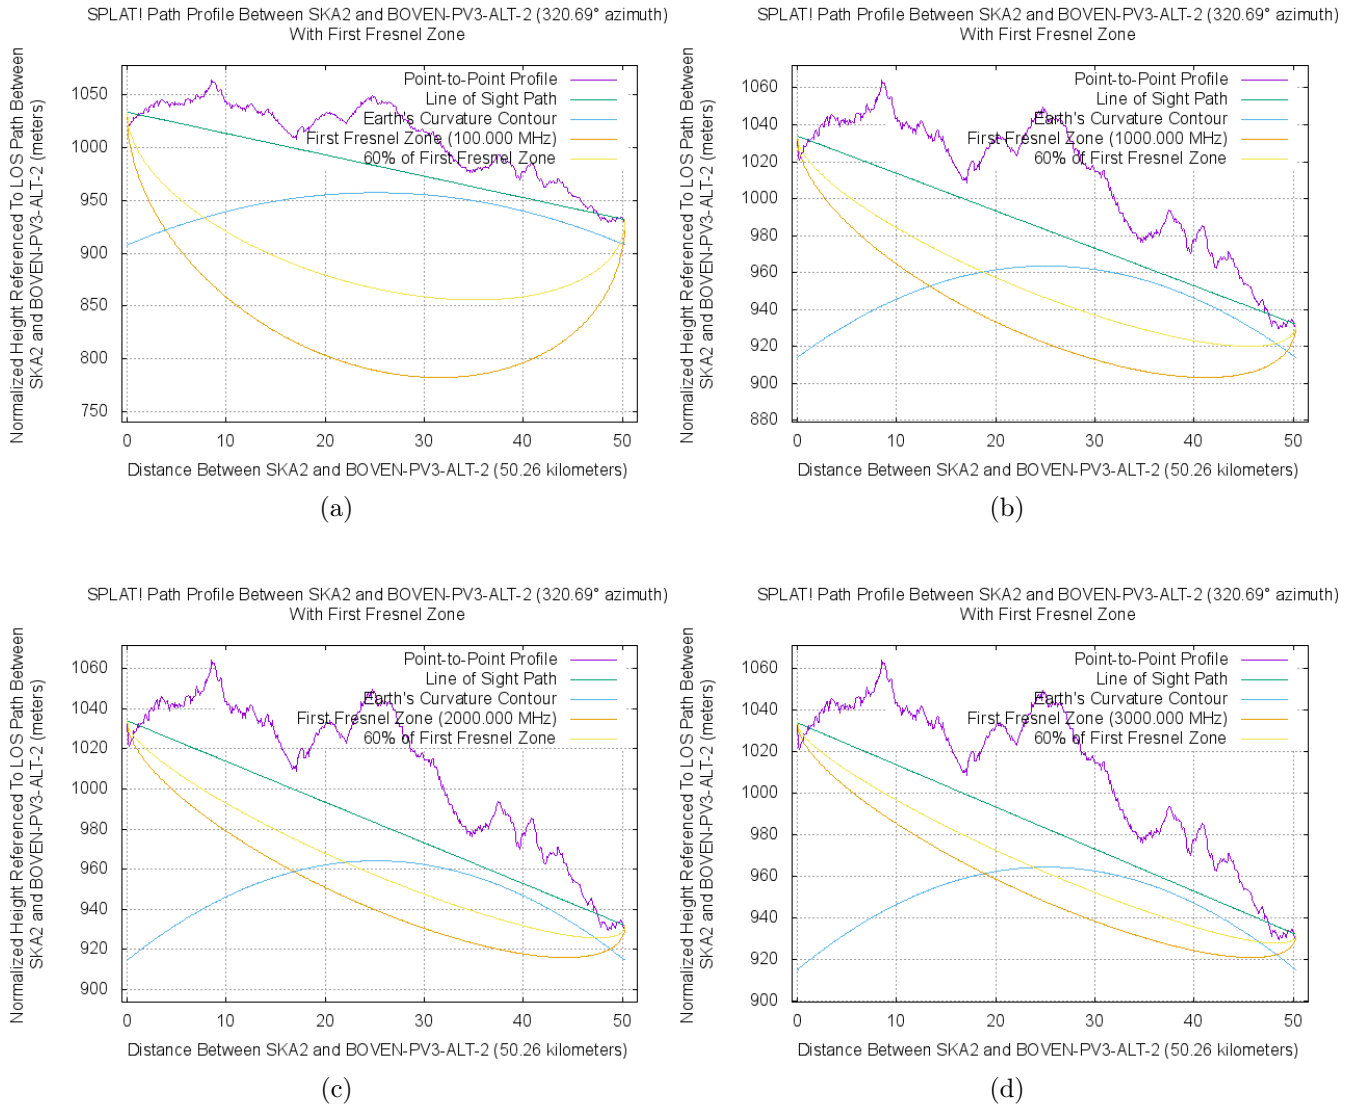 SPLAT! Path Profile Between SKA2 and BOVEN-PV3-ALT-2 (320.69° azimuth)
With First Fresnel Zone
Normalized Height Referenced To LOS Path Between
SKA2 and BOVEN-PV3-ALT-2 (meters)
1050
1000
950
900
850
800
750
Point-to-Point Profile
Line of Sight Path
Earth's Curvature Contour
First Fresnel Zone (100.000 MHz)
60% of First Fresnel Zone
0 10 20 30 40 50
Distance Between SKA2 and BOVEN-PV3-ALT-2 (50.26 kilometers)
(a)
SPLAT! Path Profile Between SKA2 and BOVEN-PV3-ALT-2 (320.69° azimuth)
With First Fresnel Zone
Normalized Height Referenced To LOS Path Between
SKA2 and BOVEN-PV3-ALT-2 (meters)
1060
1040
1020
1000
980
960
940
920
900
880
Point-to-Point Profile
Line of Sight Path
Earth's Curvature Contour
First Fresnel Zone (1000.000 MHz)
60% of First Fresnel Zone
0 10 20 30 40 50
Distance Between SKA2 and BOVEN-PV3-ALT-2 (50.26 kilometers)
(b)
SPLAT! Path Profile Between SKA2 and BOVEN-PV3-ALT-2 (320.69° azimuth)
With First Fresnel Zone
Normalized Height Referenced To LOS Path Between
SKA2 and BOVEN-PV3-ALT-2 (meters)
1060
1040
1020
1000
980
960
940
920
900
Point-to-Point Profile
Line of Sight Path
Earth's Curvature Contour
First Fresnel Zone (2000.000 MHz)
60% of First Fresnel Zone
0 10 20 30 40 50
Distance Between SKA2 and BOVEN-PV3-ALT-2 (50.26 kilometers)
(c)
SPLAT! Path Profile Between SKA2 and BOVEN-PV3-ALT-2 (320.69° azimuth)
With First Fresnel Zone
Normalized Height Referenced To LOS Path Between
SKA2 and BOVEN-PV3-ALT-2 (meters)
1060
1040
1020
1000
980
960
940
920
900
Point-to-Point Profile
Line of Sight Path
Earth's Curvature Contour
First Fresnel Zone (3000.000 MHz)
60% of First Fresnel Zone
0 10 20 30 40 50
Distance Between SKA2 and BOVEN-PV3-ALT-2 (50.26 kilometers)
(d)